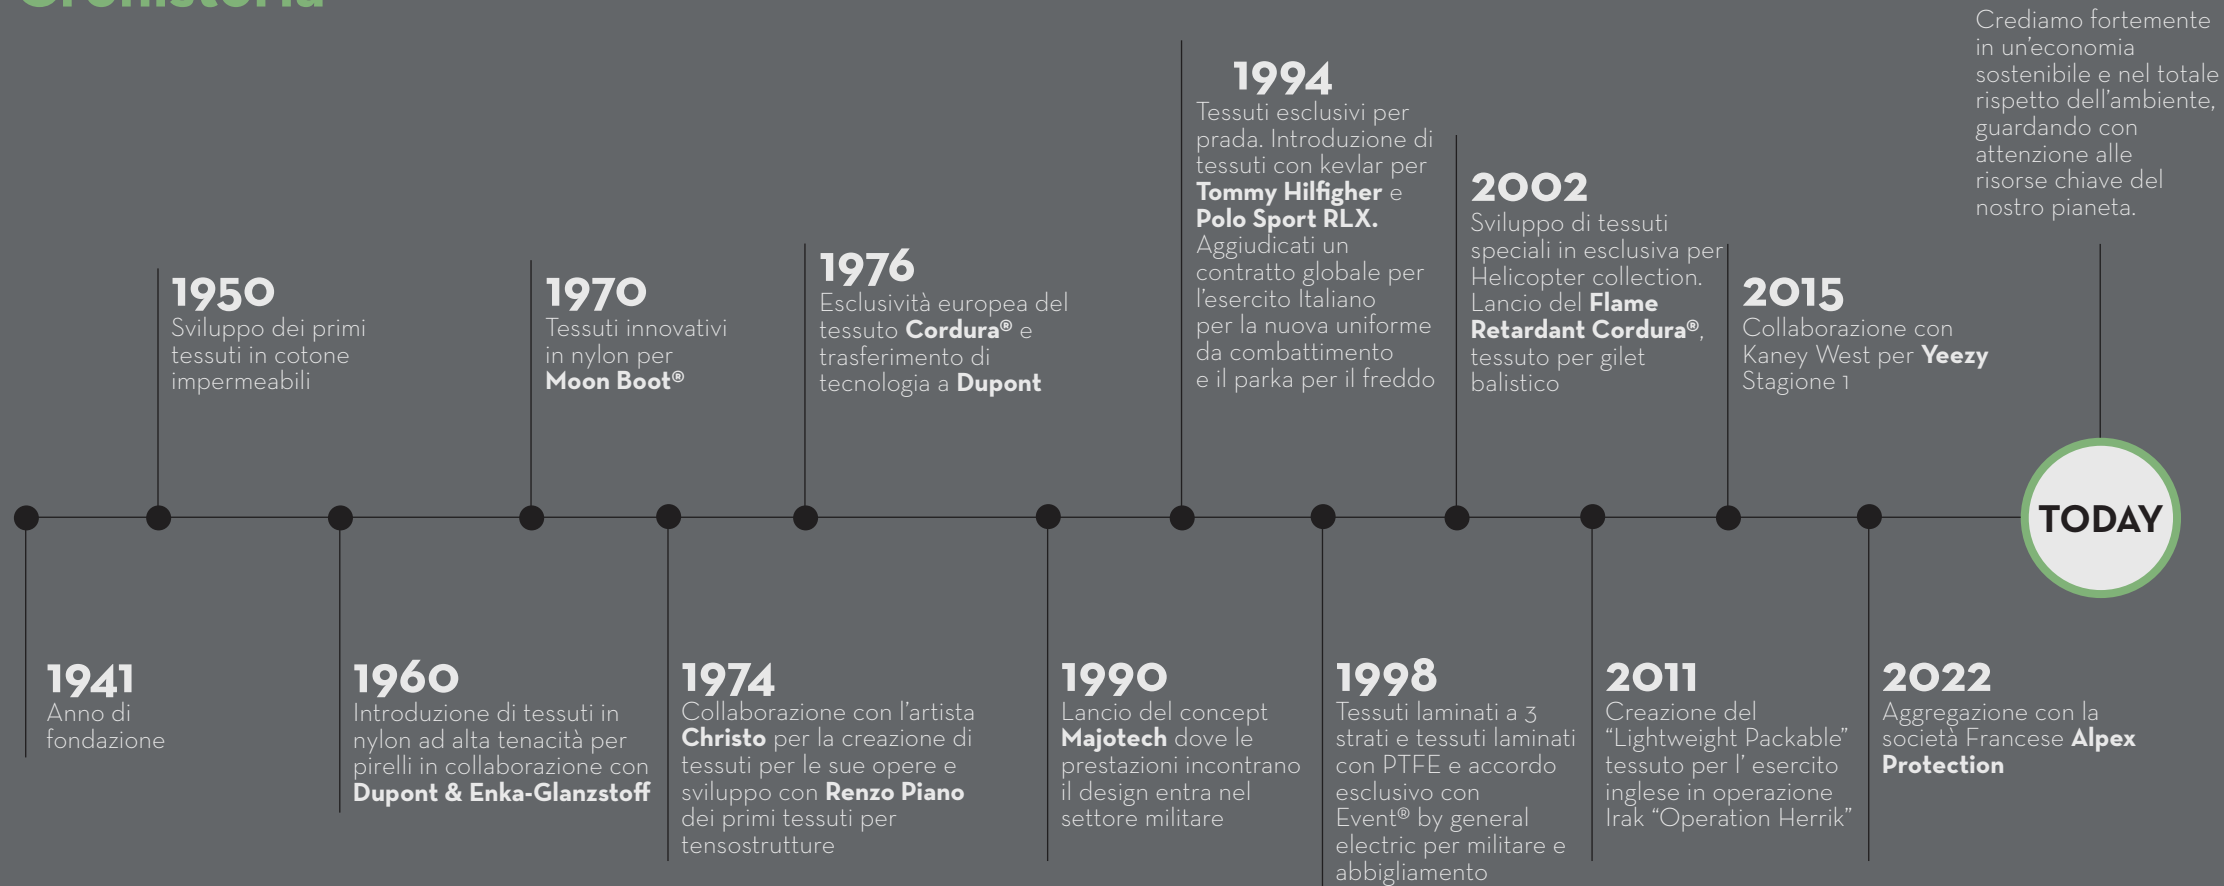 Cronistoria
1941
Anno di
fondazione
1950
Sviluppo dei primi
tessuti in cotone
impermeabili
1960
Introduzione di tessuti in
nylon ad alta tenacità per
pirelli in collaborazione con
Dupont & Enka-Glanzstoff
1970
Tessuti innovativi
in nylon per
Moon Boot®
1974
Collaborazione con l'artista
Christo per la creazione di
tessuti per le sue opere e
sviluppo con Renzo Piano
dei primi tessuti per
tensostrutture
1976
Esclusività europea del
tessuto Cordura® e
trasferimento di
tecnologia a Dupont
1990
Lancio del concept
Majotech dove le
prestazioni incontrano
il design entra nel
settore militare
1994
Tessuti esclusivi per
prada. Introduzione di
tessuti con kevlar per
Tommy Hilfigher e
Polo Sport RLX.
Aggiudicati un
contratto globale per
l'esercito Italiano
per la nuova uniforme
da combattimento
e il parka per il freddo
1998
Tessuti laminati a 3
strati e tessuti laminati
con PTFE e accordo
esclusivo con
Event® by general
electric per militare e
abbigliamento
2002
Sviluppo di tessuti
speciali in esclusiva per
Helicopter collection.
Lancio del Flame
Retardant Cordura®,
tessuto per gilet
balistico
2011
Creazione del
“Lightweight Packable”
tessuto per l' esercito
inglese in operazione
Irak “Operation Herrik”
2015
Collaborazione con
Kaney West per Yeezy
Stagione 1
2022
Aggregazione con la
società Francese Alpex
Protection
Crediamo fortemente
in un'economia
sostenibile e nel totale
rispetto dell'ambiente,
guardando con
attenzione alle
risorse chiave del
nostro pianeta.
TODAY